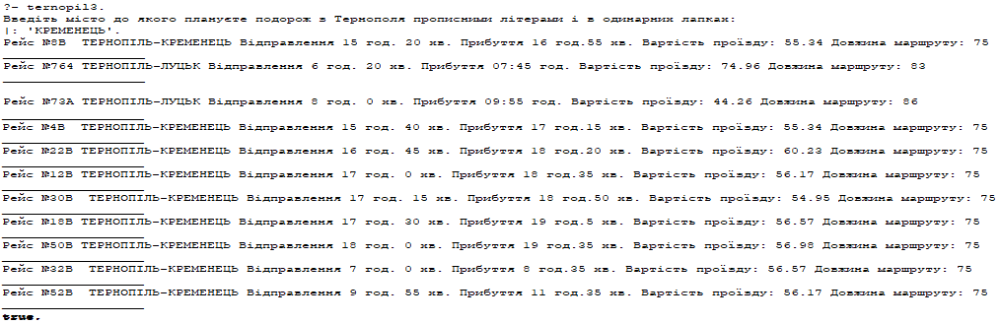 ?- ternopil3.
Введіть місто до якого плануєте подорож з Тернополя прописними літерами і в одинарних лапках:
|: 'КРЕМЕНЕЦЬ'.
Рейс №8В  ТЕРНОПІЛЬ-КРЕМЕНЕЦЬ Відправлення 15 год. 20 хв. Прибуття 16 год.55 хв. Вартість проїзду: 55.34 Довжина маршруту: 75
Рейс №764 ТЕРНОПІЛЬ-ЛУЦЬК Відправлення 6 год. 20 хв. Прибуття 07:45 год. Вартість проїзду: 74.96 Довжина маршруту: 83
Рейс №73А ТЕРНОПІЛЬ-ЛУЦЬК Відправлення 8 год. 0 хв. Прибуття 09:55 год. Вартість проїзду: 44.26 Довжина маршруту: 86
Рейс №4В  ТЕРНОПІЛЬ-КРЕМЕНЕЦЬ Відправлення 15 год. 40 хв. Прибуття 17 год.15 хв. Вартість проїзду: 55.34 Довжина маршруту: 75
Рейс №22В ТЕРНОПІЛЬ-КРЕМЕНЕЦЬ Відправлення 16 год. 45 хв. Прибуття 18 год.20 хв. Вартість проїзду: 60.23 Довжина маршруту: 75
Рейс №12В ТЕРНОПІЛЬ-КРЕМЕНЕЦЬ Відправлення 17 год. 0 хв. Прибуття 18 год.35 хв. Вартість проїзду: 56.17 Довжина маршруту: 75
Рейс №30В  ТЕРНОПІЛЬ-КРЕМЕНЕЦЬ Відправлення 17 год. 15 хв. Прибуття 18 год.50 хв. Вартість проїзду: 54.95 Довжина маршруту: 75
Рейс №18В ТЕРНОПІЛЬ-КРЕМЕНЕЦЬ Відправлення 17 год. 30 хв. Прибуття 19 год.5 хв. Вартість проїзду: 56.57 Довжина маршруту: 75
Рейс №50В ТЕРНОПІЛЬ-КРЕМЕНЕЦЬ Відправлення 18 год. 0 хв. Прибуття 19 год.35 хв. Вартість проїзду: 56.98 Довжина маршруту: 75
Рейс №32В  ТЕРНОПІЛЬ-КРЕМЕНЕЦЬ Відправлення 7 год. 0 хв. Прибуття 8 год.35 хв. Вартість проїзду: 56.57 Довжина маршруту: 75
Рейс №52В  ТЕРНОПІЛЬ-КРЕМЕНЕЦЬ Відправлення 9 год. 55 хв. Прибуття 11 год.35 хв. Вартість проїзду: 56.17 Довжина маршруту: 75
true.